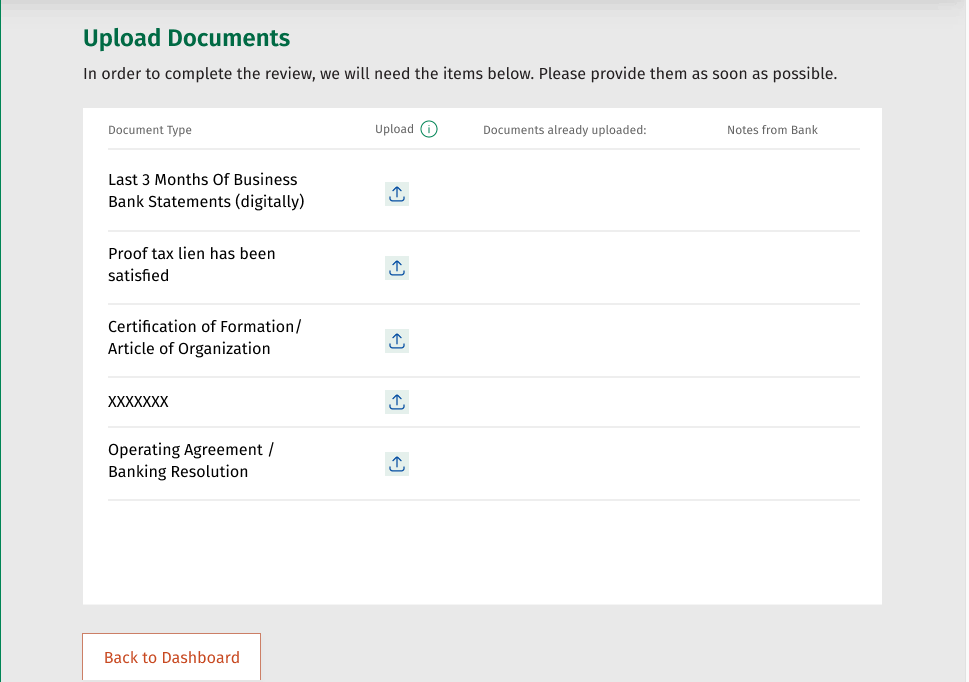 Upload Documents
In order to complete the review, we will need the items below. Please provide them as soon as possible.
Document Type Upload i Documents already uploaded: Notes from Bank
Last 3 Months Of Business
Bank Statements (digitally)
Proof tax lien has been
satisfied
Certification of Formation/
Article of Organization
XXXXXXX
Operating Agreement /
Banking Resolution
Back to Dashboard